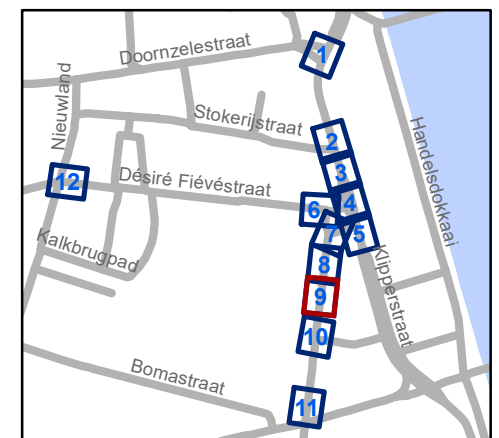 Doornzelestraat
1
Nieuwland
Stokerijstraat
Handelsdokkaai
2
3
12
Désiré Fiévéstraat
4
6
7
5
Kalkbrugpad
8
Klipperstraat
9
10
Bomastraat
11